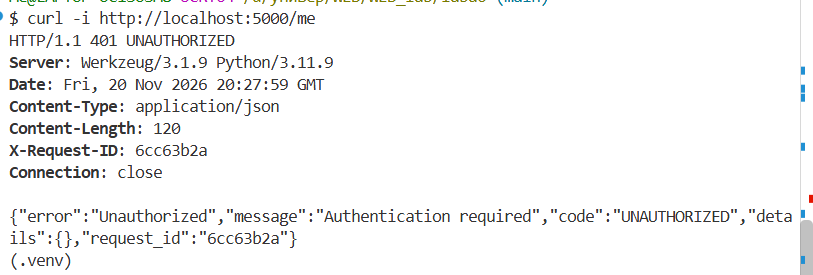 $ curl -i http://localhost:5000/me
HTTP/1.1 401 UNAUTHORIZED
Server: Werkzeug/3.1.9 Python/3.11.9
Date: Fri, 20 Nov 2026 20:27:59 GMT
Content-Type: application/json
Content-Length: 120
X-Request-ID: 6cc63b2a
Connection: close

{"error":"Unauthorized","message":"Authentication required","code":"UNAUTHORIZED","deta
ils":{},"request_id":"6cc63b2a"}
(.venv)